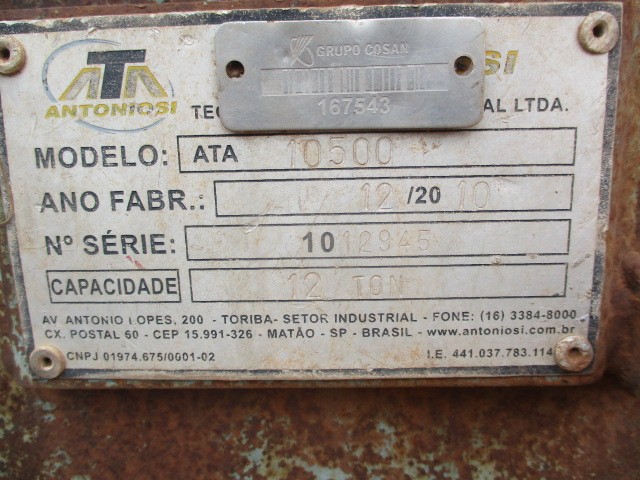 ATA
ANTONIOSI
GRUPO COSAN
167543
SI
TEC
AL LTDA.
MODELO: ATA 10500
ANO FABR.: 12/20 10
Nº SÉRIE: 1012945
CAPACIDADE 12 TON
AV ANTONIO LOPES, 200 - TORIBA- SETOR INDUSTRIAL - FONE: (16) 3384-8000
CX. POSTAL 60 - CEP 15.991-326 - MATÃO - SP - BRASIL - www.antoniosi.com.br
CNPJ 01974.675/0001-02 I.E. 441.037.783.114